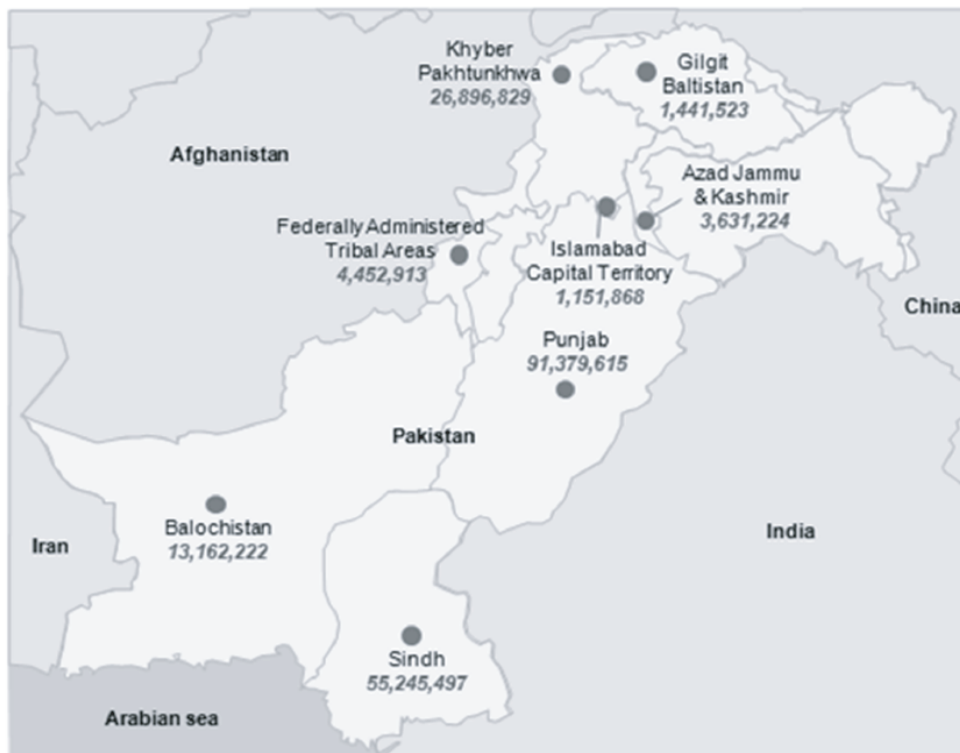 Khyber
Pakhtunkhwa
26,896,829
Gilgit
Baltistan
1,441,523
Afghanistan
Azad Jammu
& Kashmir
3,631,224
Federally Administered
Tribal Areas
4,452,913
Islamabad
Capital Territory
1,151,868
China
Punjab
91,379,615
Pakistan
Balochistan
13,162,222
Iran
India
Sindh
55,245,497
Arabian sea